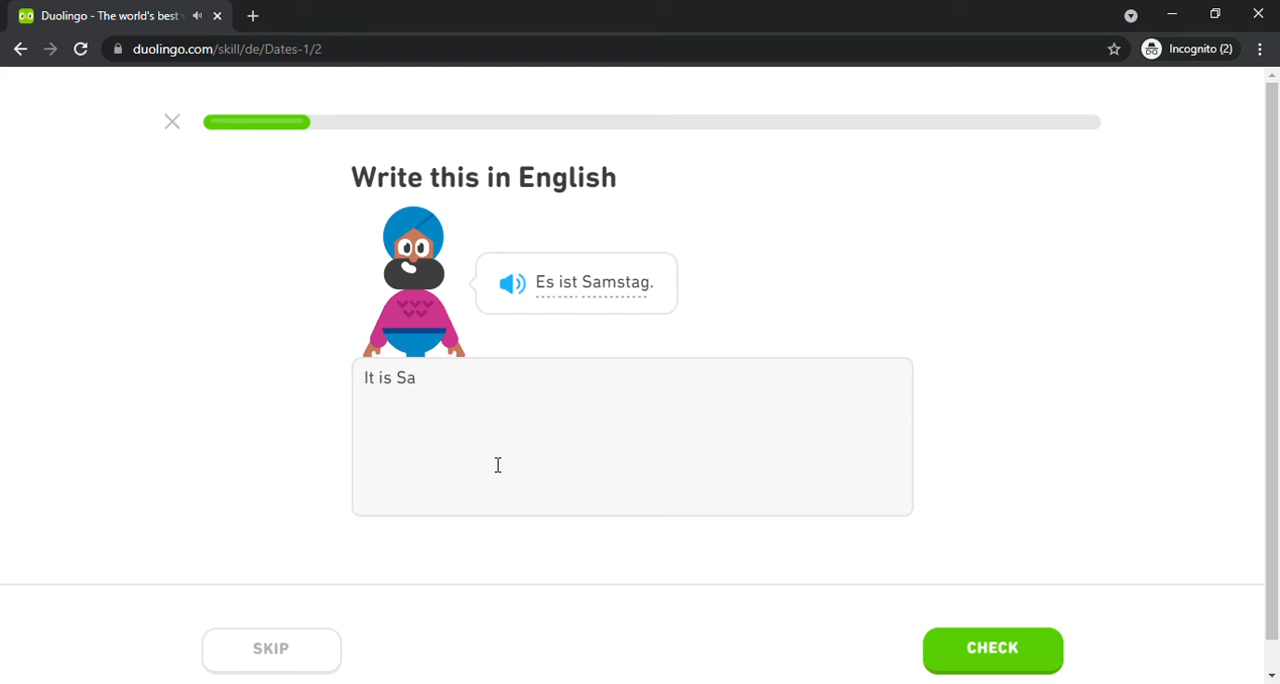 Duolingo - The world's best
duolingo.com/skill/de/Dates-1/2
Incognito (2)
Write this in English
Es ist Samstag.
It is Sa
SKIP
CHECK